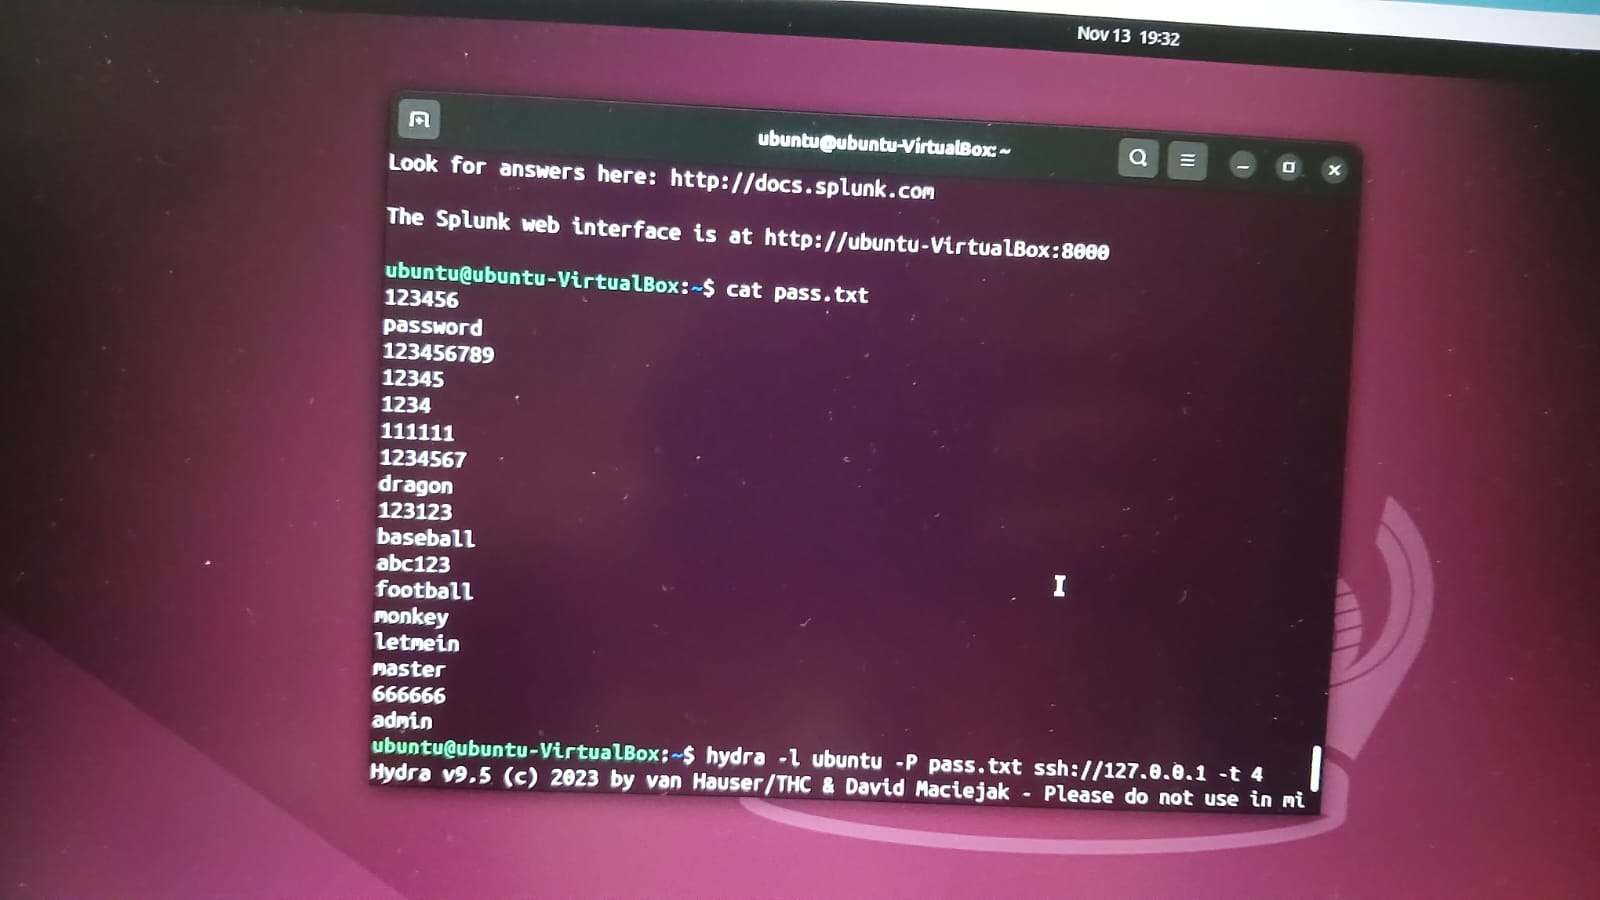 Nov 13 19:32
ubuntu@ubuntu-VirtualBox: ~
Look for answers here: http://docs.splunk.com
The Splunk web interface is at http://ubuntu-VirtualBox:8000
ubuntu@ubuntu-VirtualBox:~$ cat pass.txt
123456
password
123456789
12345
1234
111111
1234567
dragon
123123
baseball
abc123
football
monkey
letmein
master
666666
admin
ubuntu@ubuntu-VirtualBox:~$ hydra -l ubuntu -P pass.txt ssh://127.0.0.1 -t 4
Hydra v9.5 (c) 2023 by van Hauser/THC & David Maciejak - Please do not use in mi